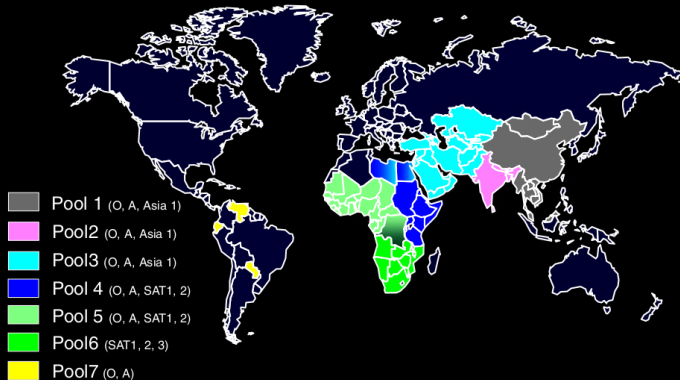 Pool 1 (O, A, Asia 1)
Pool2 (O, A, Asia 1)
Pool3 (O, A, Asia 1)
Pool 4 (O, A, SAT1, 2)
Pool 5 (O, A, SAT1, 2)
Pool6 (SAT1, 2, 3)
Pool7 (O, A)